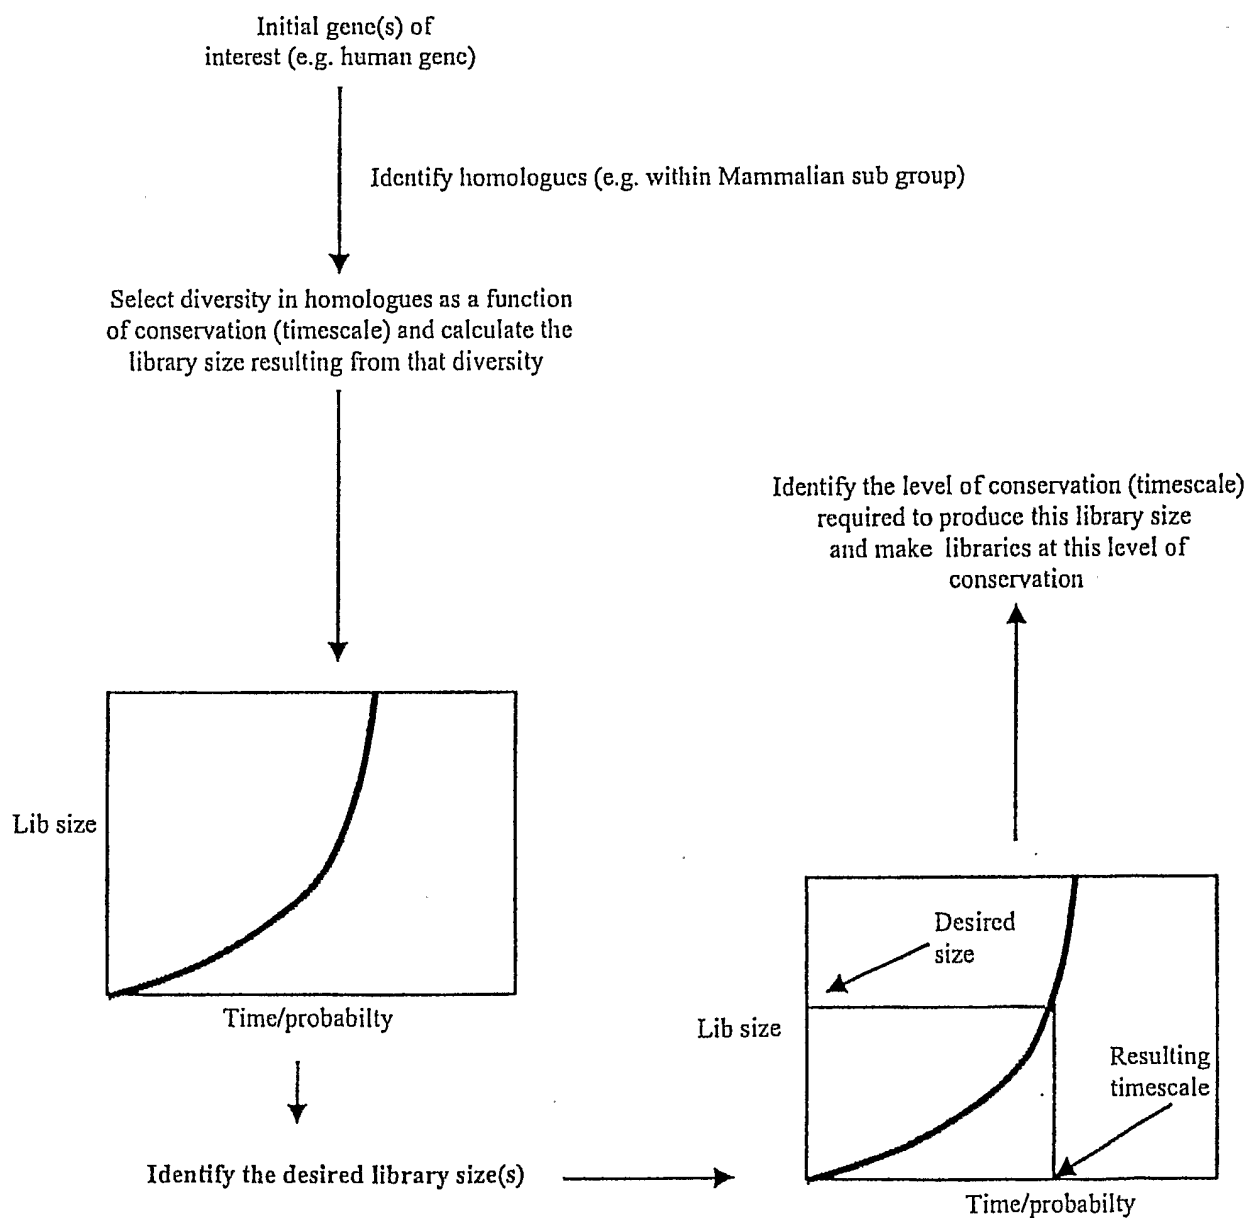 Initial gene(s) of
interest (e.g. human gene)
Identify homologues (e.g. within Mammalian sub group)
Select diversity in homologues as a function
of conservation (timescale) and calculate the
library size resulting from that diversity
Lib size
Time/probabilty
Identify the desired library size(s)
Lib size
Desired
size
Resulting
timescale
Time/probabilty
Identify the level of conservation (timescale)
required to produce this library size
and make libraries at this level of
conservation